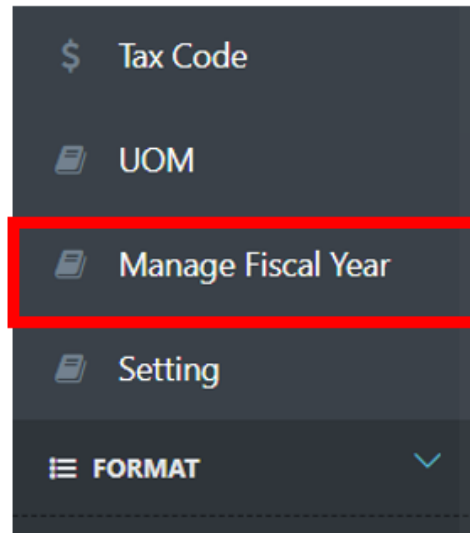 Tax Code
UOM
Manage Fiscal Year
Setting
FORMAT